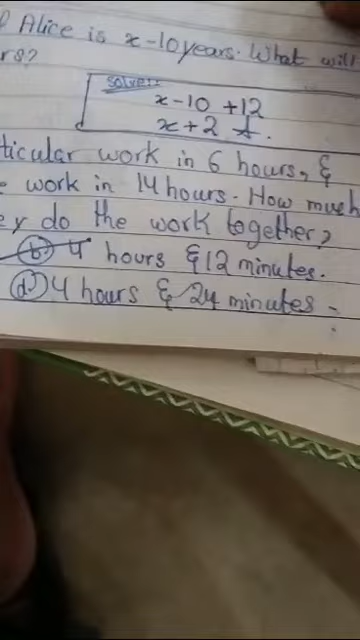 Alice is x-10 years. What will
rs?
Solve:-
x-10 +12
x+2
ticular work in 6 hours, &
work in 14 hours. How much
ey do the work together?
(b) 4 hours & 12 minutes.
(d) 4 hours & 24 minutes -